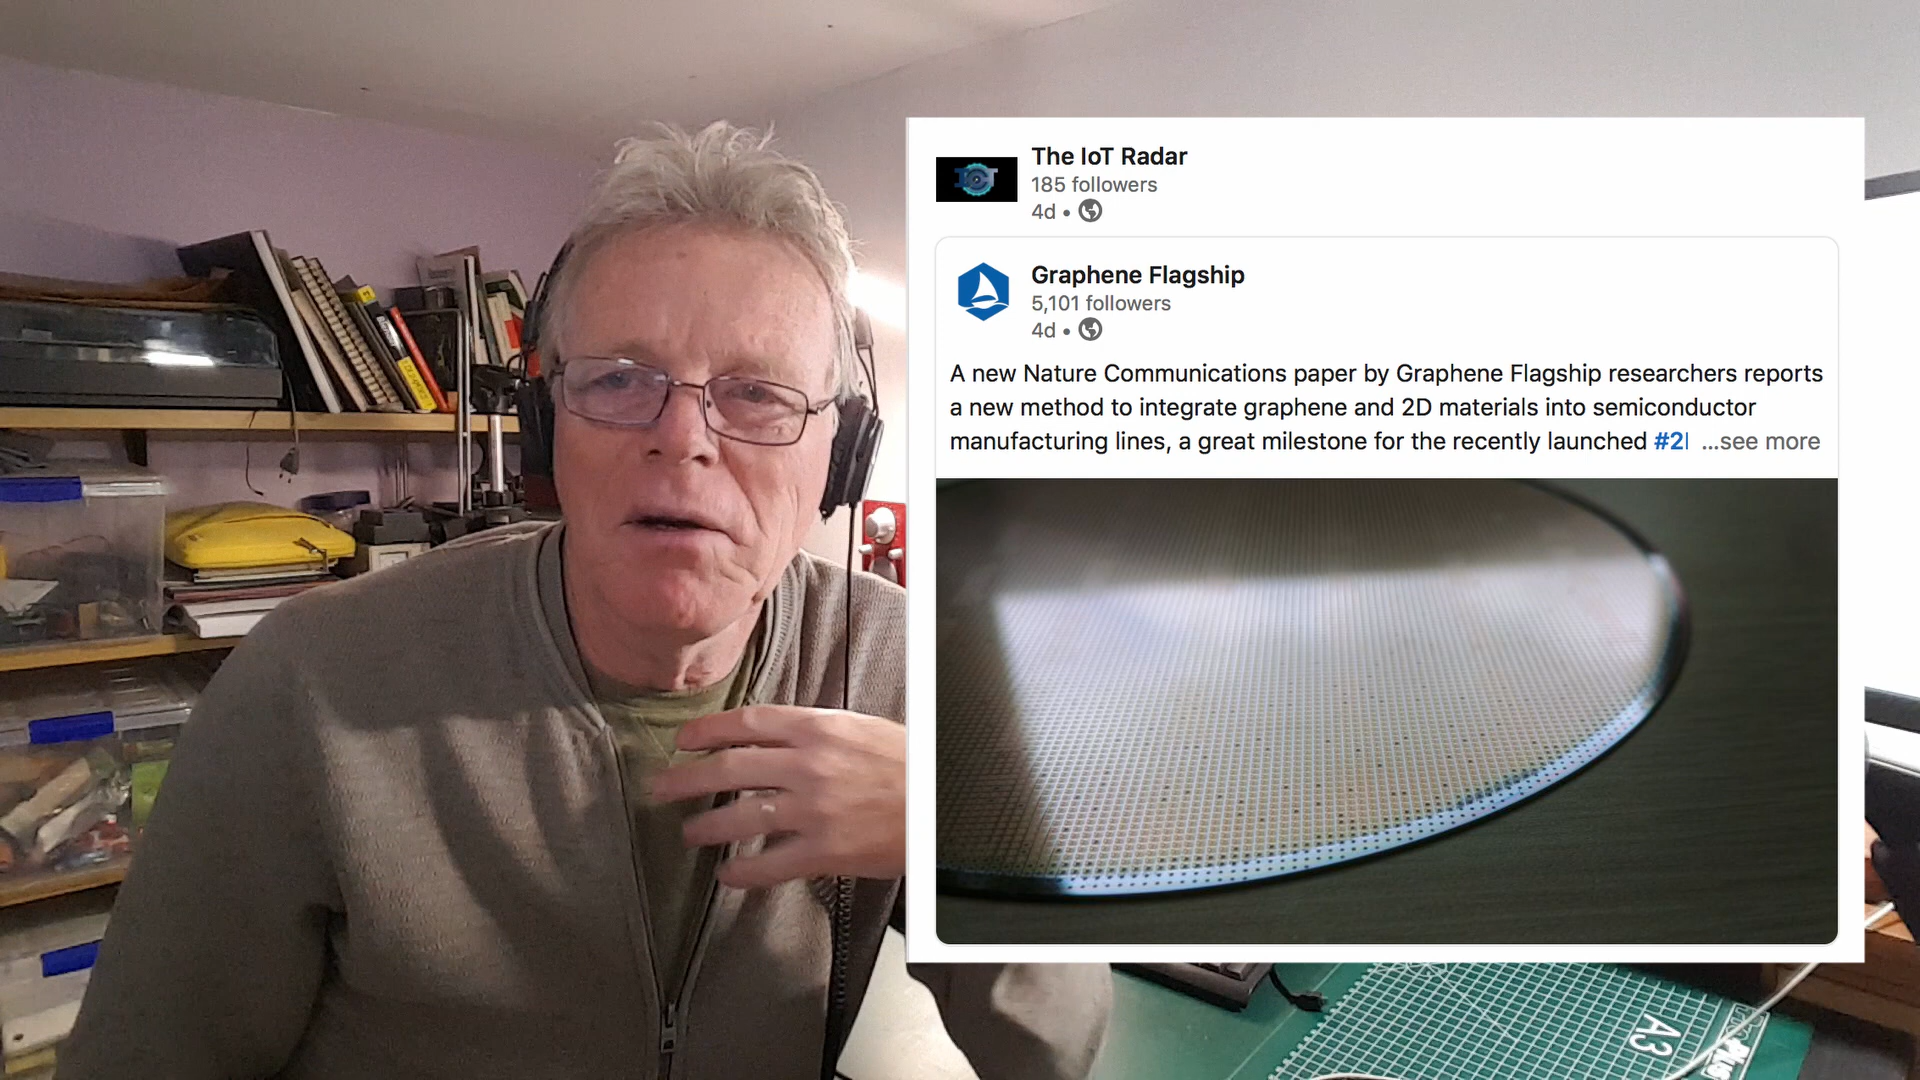 The IoT Radar
185 followers
4d •
Graphene Flagship
5,101 followers
4d •
A new Nature Communications paper by Graphene Flagship researchers reports
a new method to integrate graphene and 2D materials into semiconductor
manufacturing lines, a great milestone for the recently launched #2 ...see more
A3